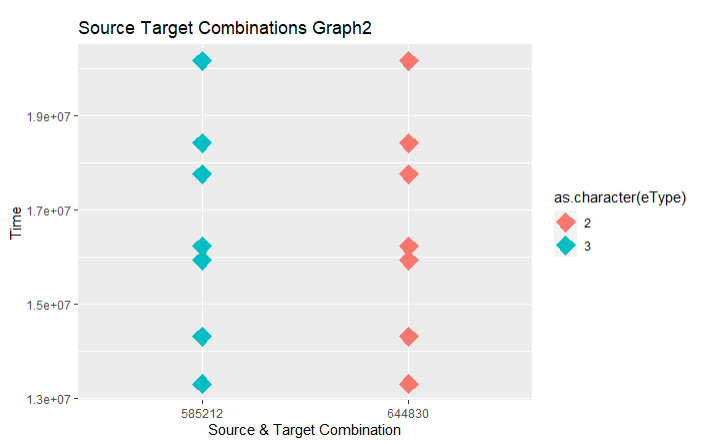 Source Target Combinations Graph2
1.9e+07
1.7e+07
1.5e+07
1.3e+07
Time
585212
644830
Source & Target Combination
as.character(eType)
2
3